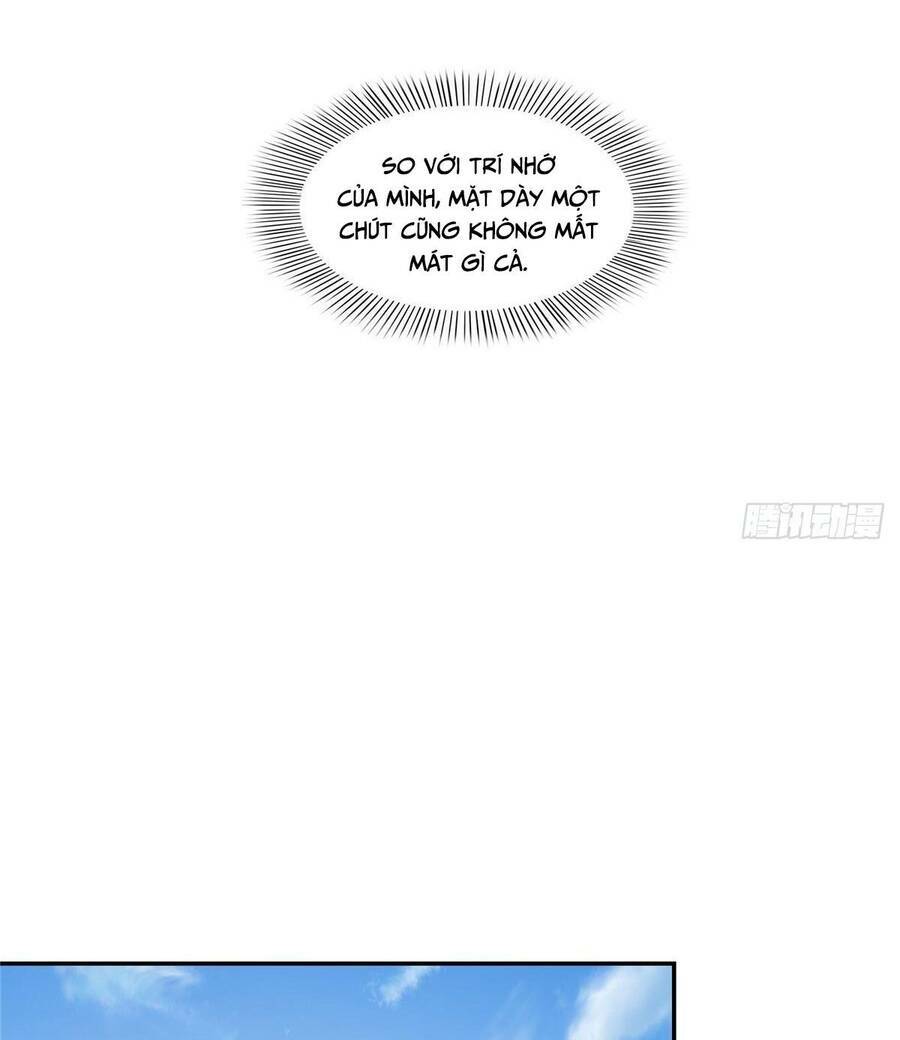 SO VỚI TRÍ NHỚ
CỦA MÌNH, MẶT DÀY MỘT
CHÚT CŨNG KHÔNG MẤT
MÁT GÌ CẢ.
腾讯动漫